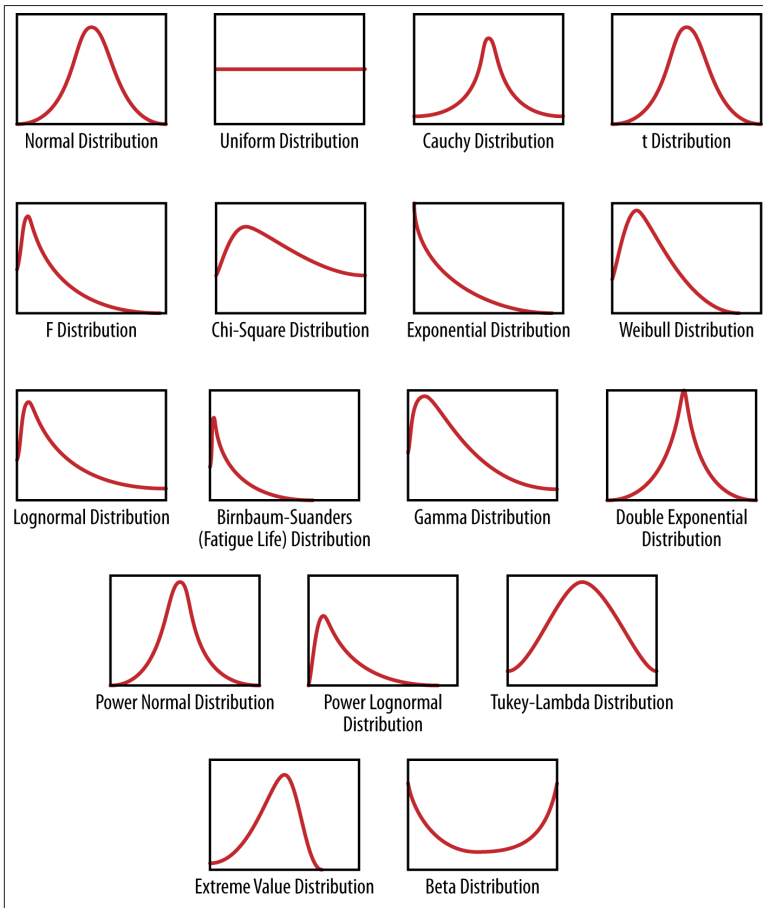 Normal Distribution
Uniform Distribution
Cauchy Distribution
t Distribution
F Distribution
Chi-Square Distribution
Exponential Distribution
Weibull Distribution
Lognormal Distribution
Birnbaum-Suanders
(Fatigue Life) Distribution
Gamma Distribution
Double Exponential
Distribution
Power Normal Distribution
Power Lognormal
Distribution
Tukey-Lambda Distribution
Extreme Value Distribution
Beta Distribution